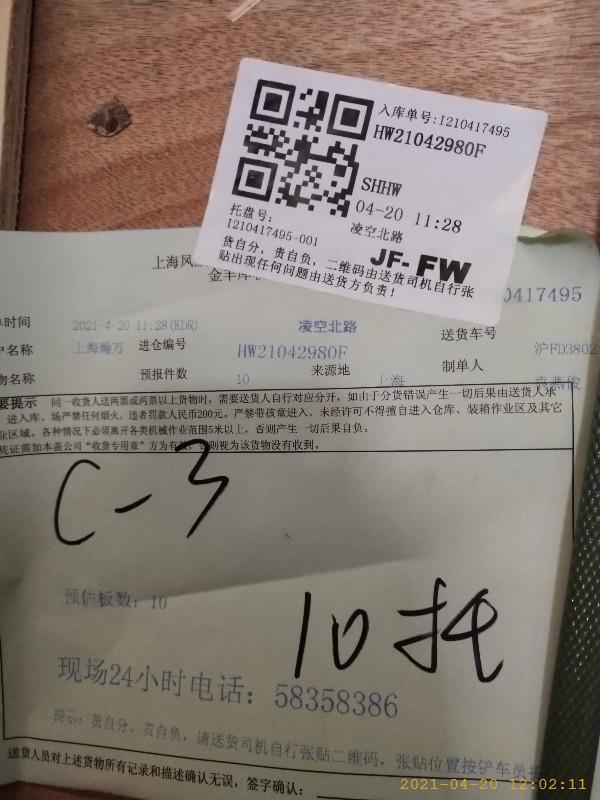 入库单号:I210417495
HW21042980F
SHHW
04-20 11:28
托盘号:
I210417495-001
凌空北路
JF- FW
货自分，责自负，二维码由送货司机自行张
贴出现任何问题由送货方负责！
上海风
0417495
时间
2021-4-20 11:28(KDR)
凌空北路
送货车号
沪FD3802
户名称
上海瀚万
进仓编号
HW21042980F
制单人
袁燕俊
物名称
预报件数
10
来源地
上海
要提示 同一收货人送两票或两票以上货物时，需要送货人自行对应分开，如由于分货错误产生一切后果由送货人承
进入库、场严禁任何烟火，违者罚款人民币200元。严禁带孩童进入，未经许可不得擅自进入仓库、装箱作业区及其它
业区域，各种情况下必须离开各类机械作业范围5米以上，否则产生一切后果自负。
凭证需加本盖公司“收货专用章”方为有效，否则视为该货物没有收到。
C-3
预估板数：10
10托
现场24小时电话：58358386
提示：货自分、责自负，请送货司机自行张贴二维码，张贴位置按铲车员
送货人员对上述货物所有记录和描述确认无误，签字确认：
2021-04-20 12:02:11